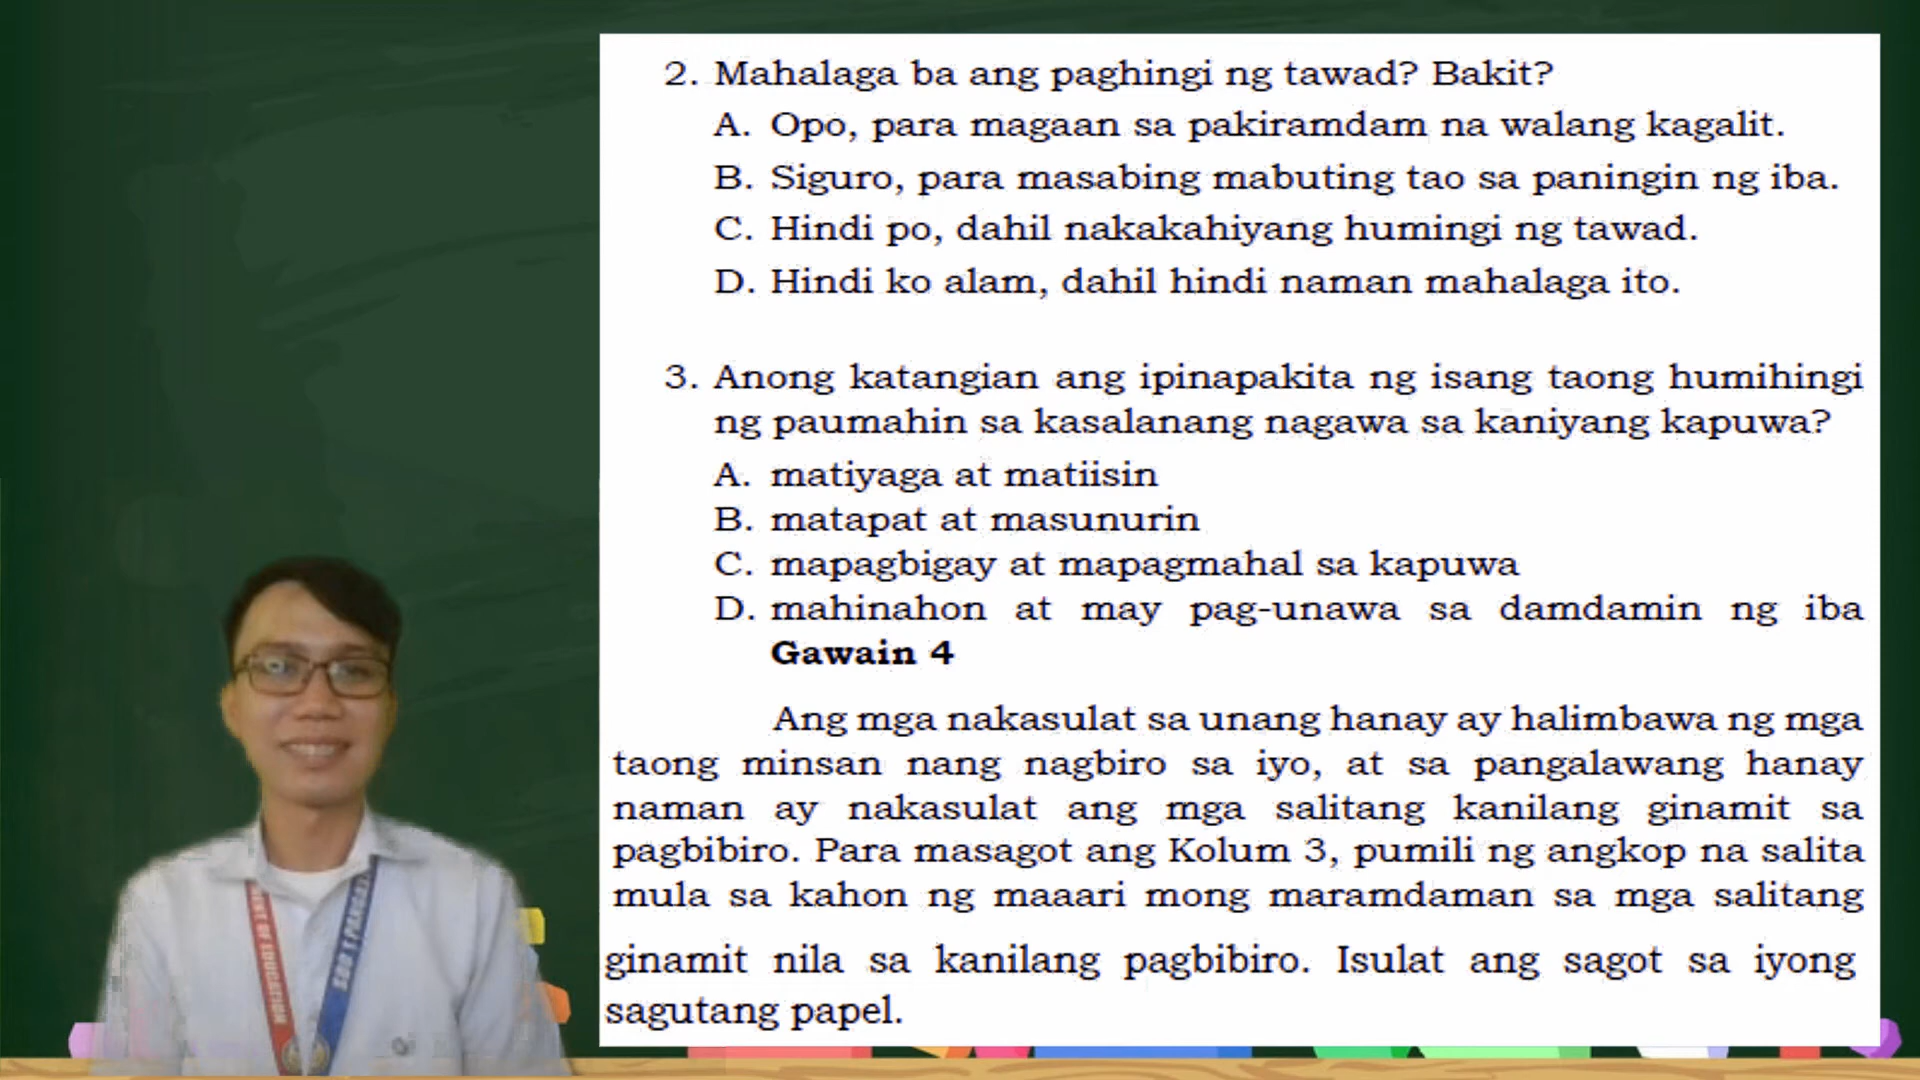 2. Mahalaga ba ang paghingi ng tawad? Bakit?
A. Opo, para magaan sa pakiramdam na walang kagalit.
B. Siguro, para masabing mabuting tao sa paningin ng iba.
C. Hindi po, dahil nakakahiyang humingi ng tawad.
D. Hindi ko alam, dahil hindi naman mahalaga ito.
3. Anong katangian ang ipinapakita ng isang taong humihingi
ng paumahin sa kasalanang nagawa sa kaniyang kapuwa?
A. matiyaga at matiisin
B. matapat at masunurin
C. mapagbigay at mapagmahal sa kapuwa
D. mahinahon at may pag-unawa sa damdamin ng iba
Gawain 4
Ang mga nakasulat sa unang hanay ay halimbawa ng mga
taong minsan nang nagbiro sa iyo, at sa pangalawang hanay
naman ay nakasulat ang mga salitang kanilang ginamit sa
pagbibiro. Para masagot ang Kolum 3, pumili ng angkop na salita
mula sa kahon ng maaari mong maramdaman sa mga salitang
ginamit nila sa kanilang pagbibiro. Isulat ang sagot sa iyong
sagutang papel.
OF EDUCATION